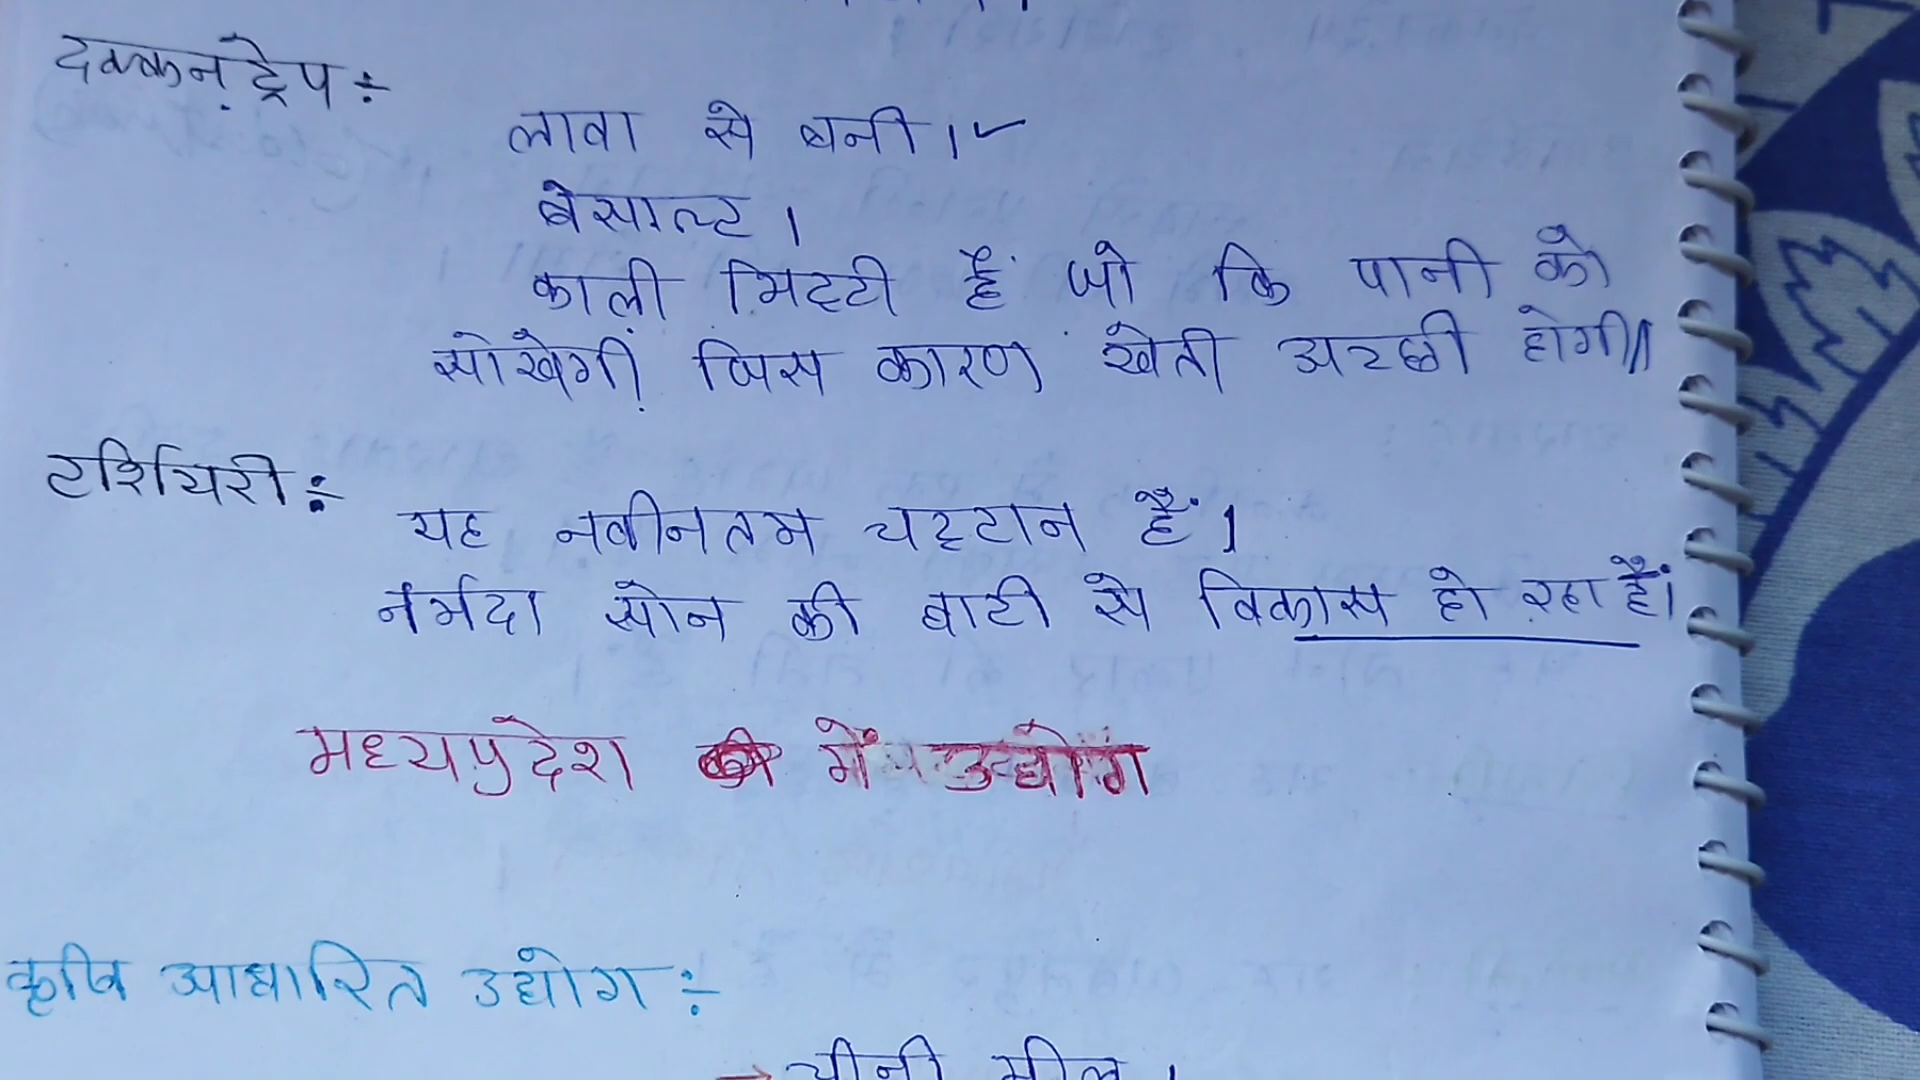 दक्कन ट्रेप :-
लावा से बनी।
बेसाल्ट।
काली मिट्टी हैं जो कि पानी को
सोखेगी जिस कारण खेती अच्छी होगी॥
टर्शियरी :-
यह नवीनतम चट्टान हैं।
नर्मदा सोन की घाटी से विकास हो रहा हैं।
मध्यप्रदेश में उद्योग
कृषि आधारित उद्योग :-
→ चीनी मील।